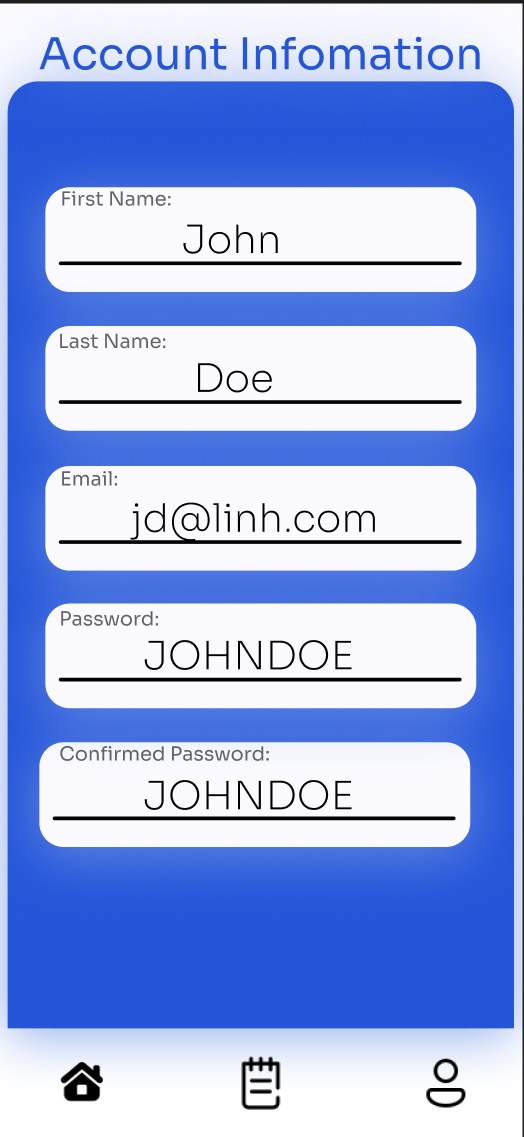 Account Infomation
First Name:
John
Last Name:
Doe
Email:
jd@linh.com
Password:
JOHNDOE
Confirmed Password:
JOHNDOE